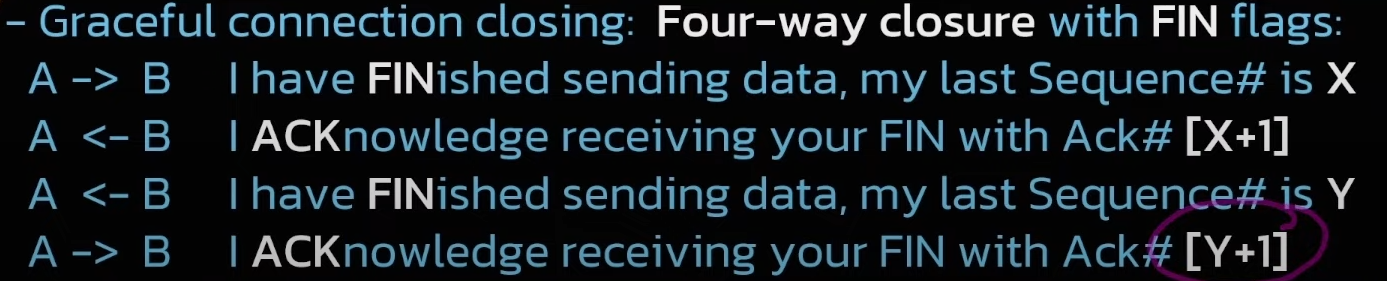 - Graceful connection closing: Four-way closure with FIN flags:
A -> B I have FINished sending data, my last Sequence# is X
A <- B I ACKnowledge receiving your FIN with Ack# [X+1]
A <- B I have FINished sending data, my last Sequence# is Y
A -> B I ACKnowledge receiving your FIN with Ack# [Y+1]